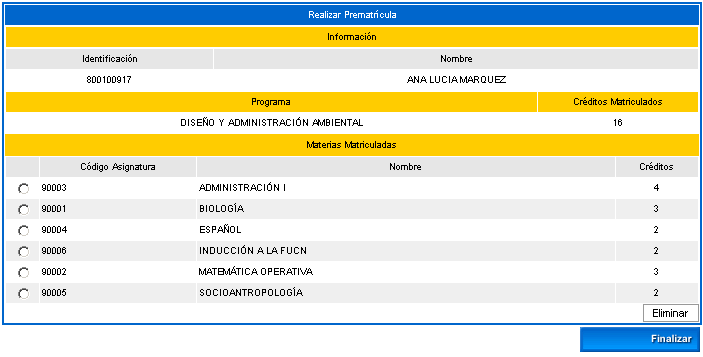 Realizar Prematrícula
Información
Identificación Nombre
800100917 ANA LUCIA MARQUEZ
Programa Créditos Matriculados
DISEÑO Y ADMINISTRACIÓN AMBIENTAL 16
Materias Matriculadas
Código Asignatura Nombre Créditos
90003 ADMINISTRACIÓN I 4
90001 BIOLOGÍA 3
90004 ESPAÑOL 2
90006 INDUCCIÓN A LA FUCN 2
90002 MATEMÁTICA OPERATIVA 3
90005 SOCIOANTROPOLOGÍA 2
Eliminar
Finalizar